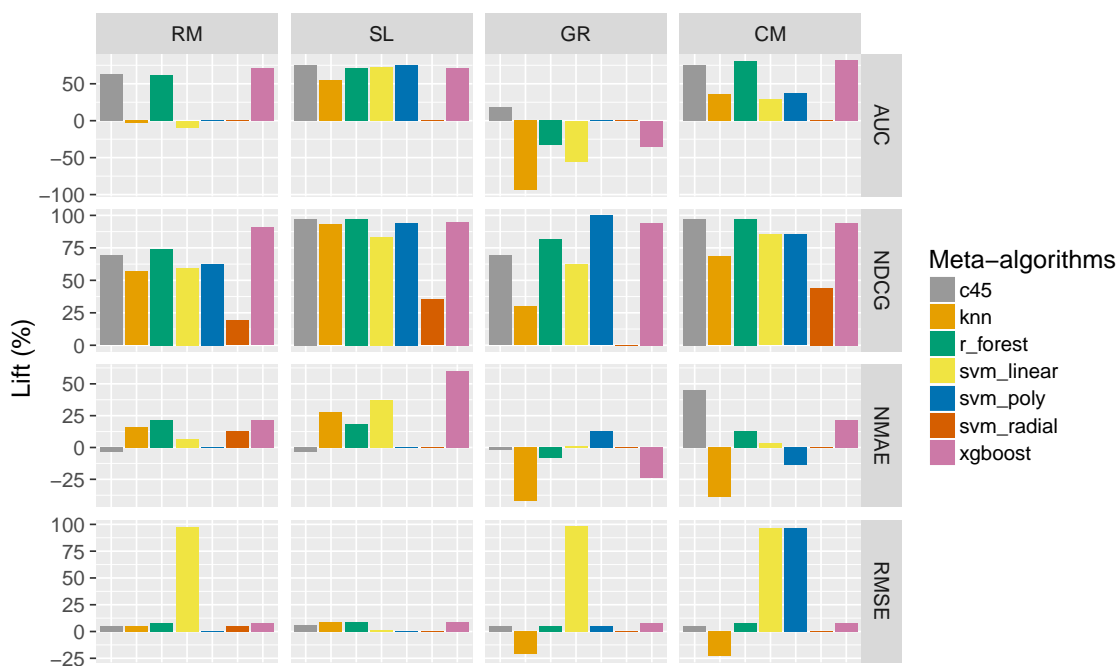 RM SL GR CM
50
0
−50
−100
AUC
100
75
50
25
0
NDCG
50
25
0
−25
NMAE
100
75
50
25
0
−25
RMSE
Lift (%)
Meta−algorithms
c45
knn
r_forest
svm_linear
svm_poly
svm_radial
xgboost